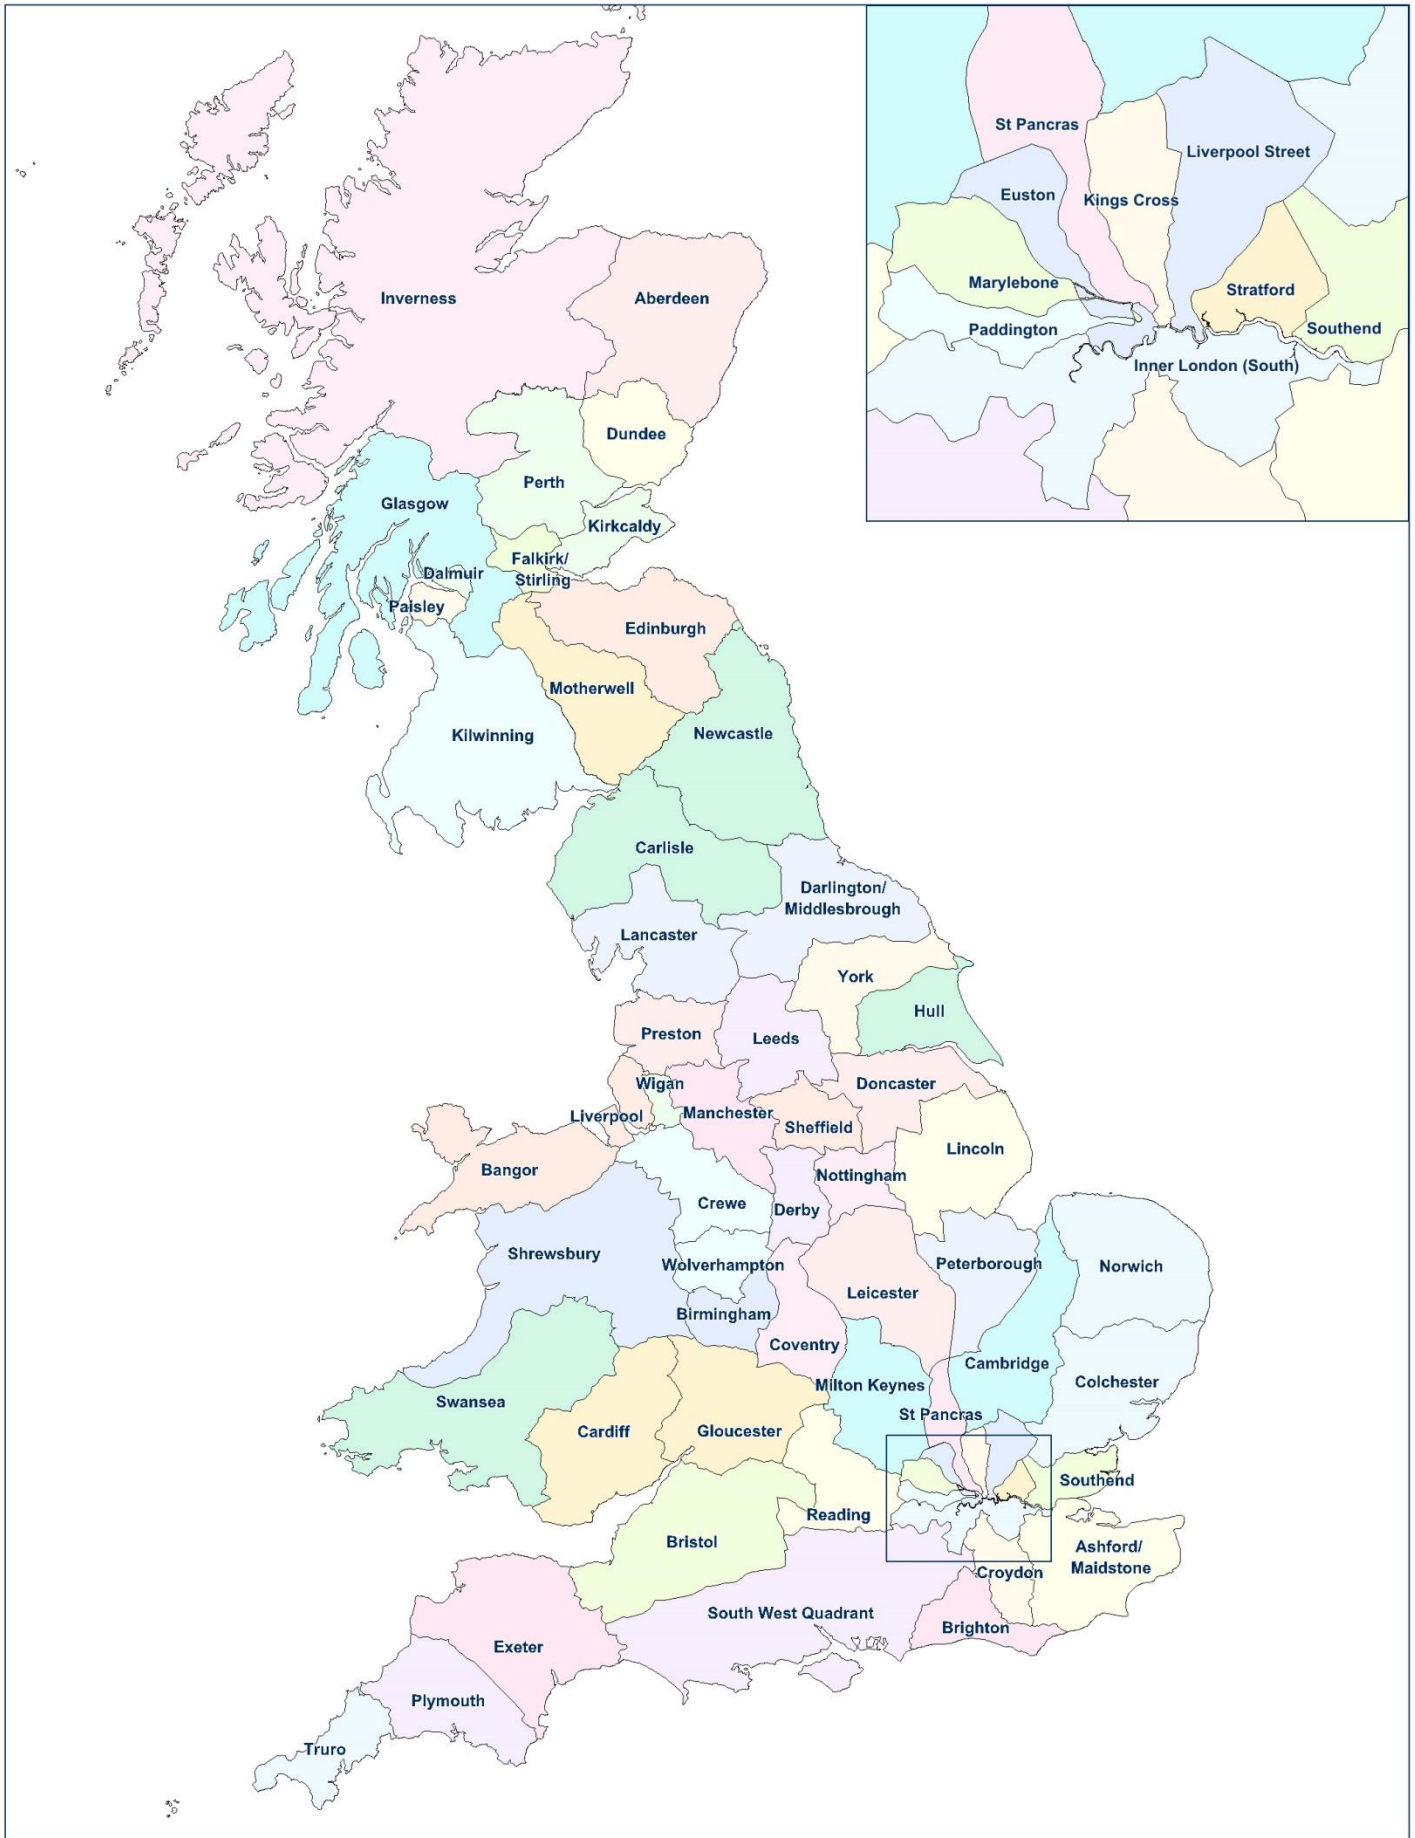 St Pancras
Liverpool Street
Euston
Kings Cross
Marylebone
Stratford
Paddington
Southend
Inner London (South)
Inverness
Aberdeen
Dundee
Perth
Glasgow
Kirkcaldy
Falkirk/
Stirling
Dalmuir
Paisley
Edinburgh
Motherwell
Kilwinning
Newcastle
Carlisle
Darlington/
Middlesbrough
Lancaster
York
Hull
Preston
Leeds
Wigan
Doncaster
Liverpool
Manchester
Sheffield
Lincoln
Bangor
Nottingham
Crewe
Derby
Shrewsbury
Wolverhampton
Peterborough
Norwich
Leicester
Birmingham
Coventry
Cambridge
Milton Keynes
Colchester
Swansea
St Pancras
Cardiff
Gloucester
Southend
Reading
Bristol
Ashford/
Maidstone
Croydon
South West Quadrant
Brighton
Exeter
Plymouth
Truro